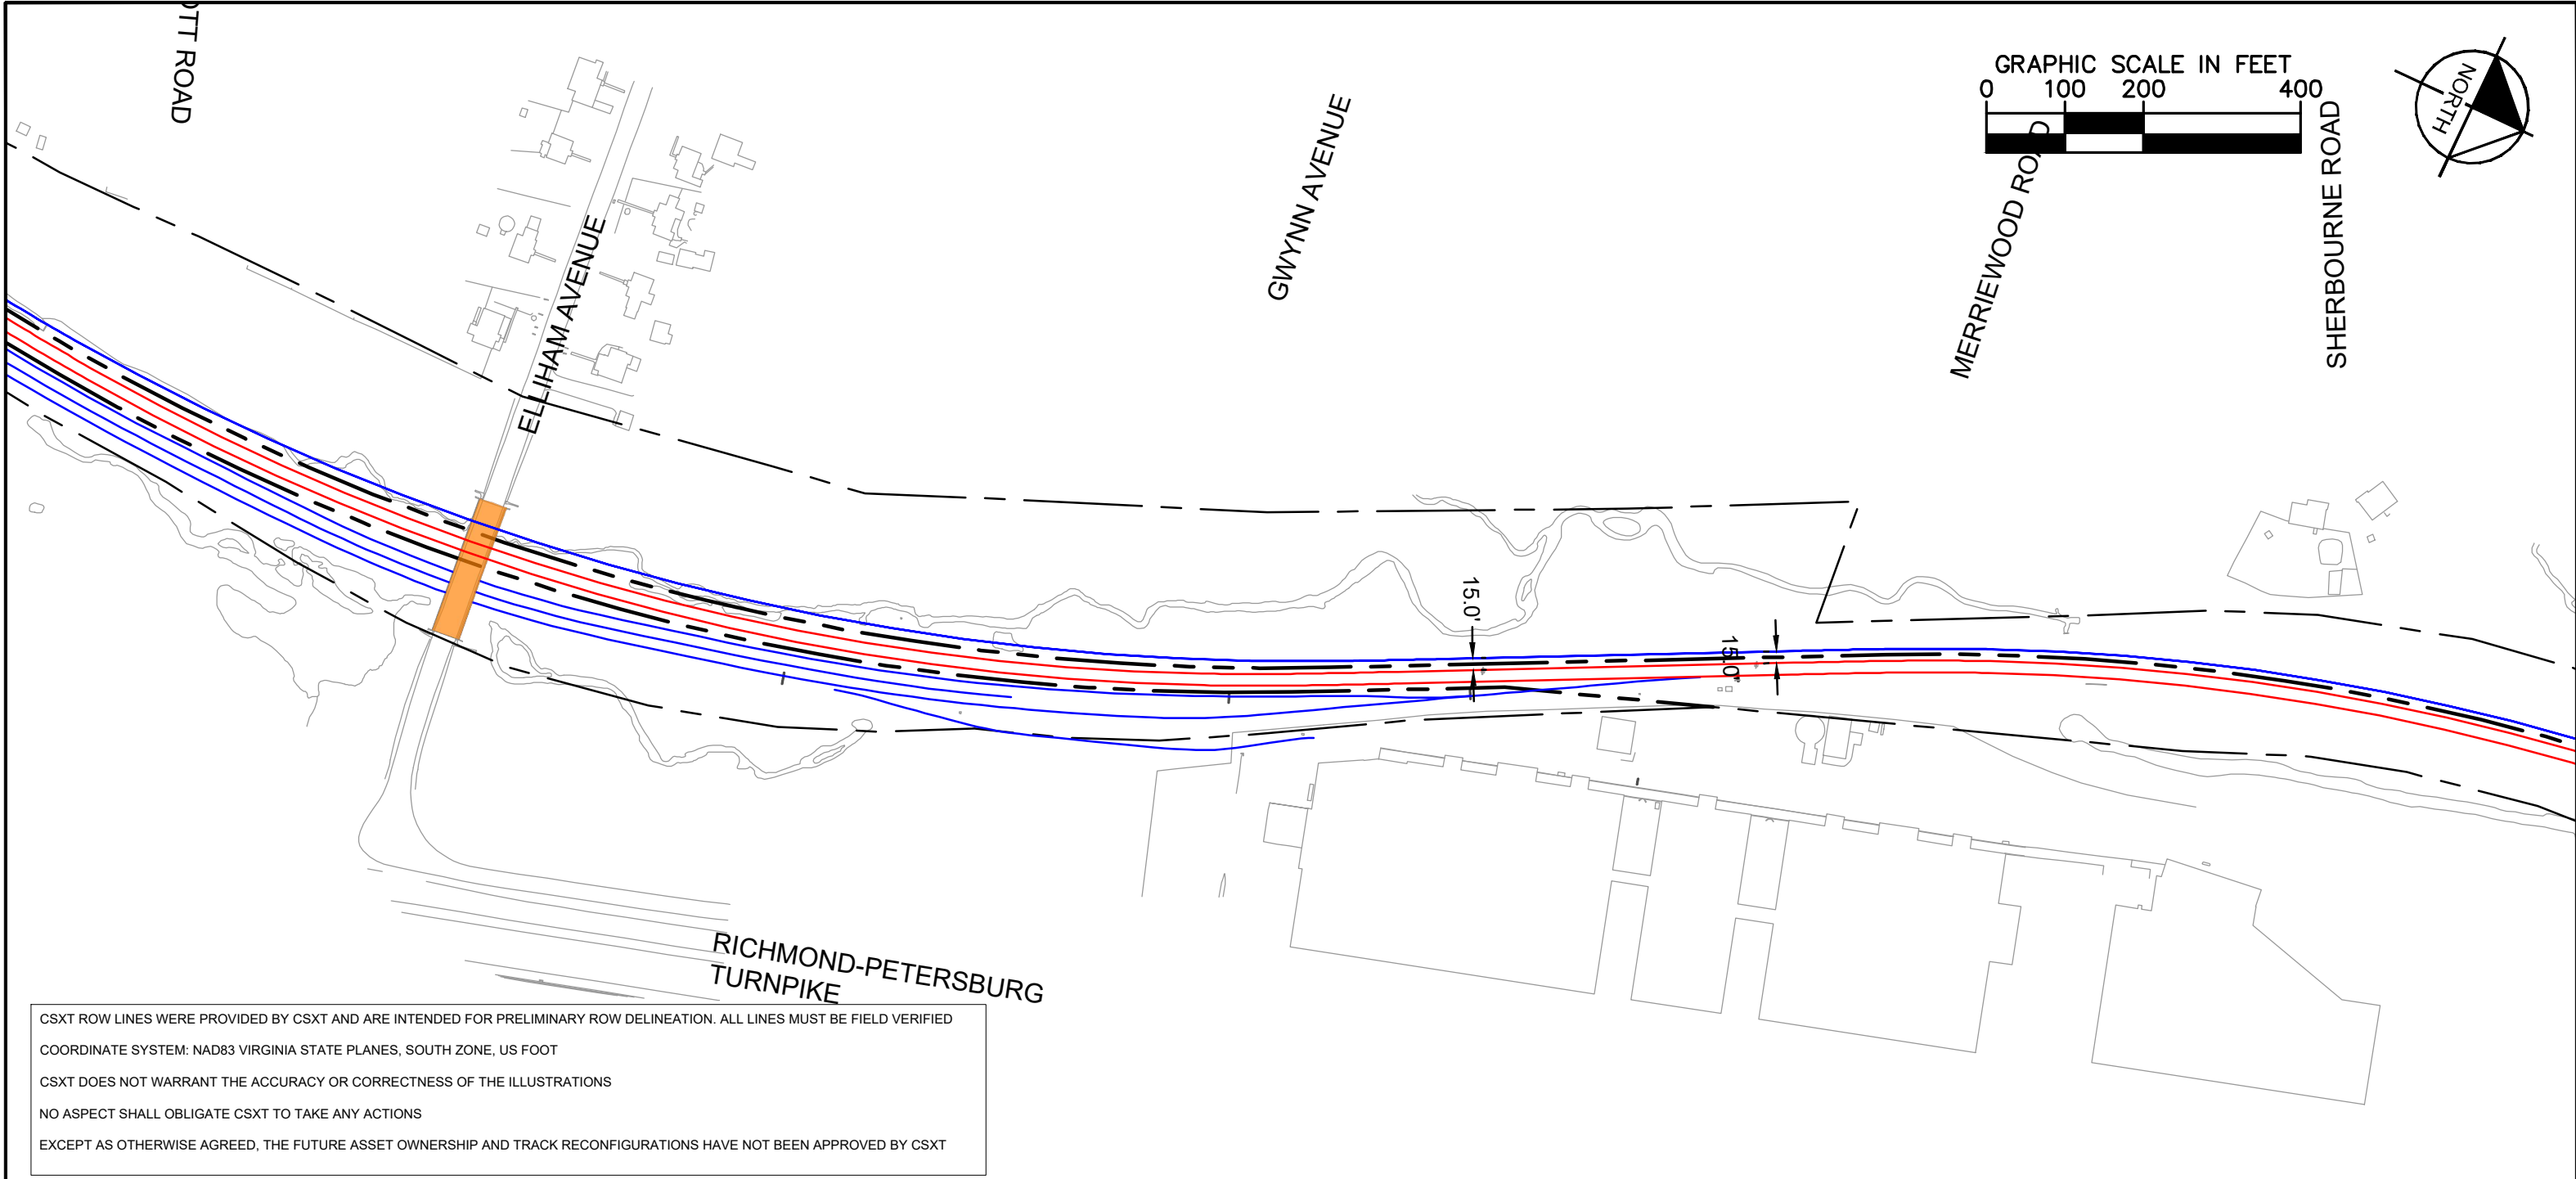 OTT ROAD
GRAPHIC SCALE IN FEET
0 100 200 400
NORTH
ELLIHAM AVENUE
GWYNN AVENUE
MERRIEWOOD ROAD
SHERBOURNE ROAD
15.0'
15.0'
RICHMOND-PETERSBURG
TURNPIKE
CSXT ROW LINES WERE PROVIDED BY CSXT AND ARE INTENDED FOR PRELIMINARY ROW DELINEATION. ALL LINES MUST BE FIELD VERIFIED
COORDINATE SYSTEM: NAD83 VIRGINIA STATE PLANES, SOUTH ZONE, US FOOT
CSXT DOES NOT WARRANT THE ACCURACY OR CORRECTNESS OF THE ILLUSTRATIONS
NO ASPECT SHALL OBLIGATE CSXT TO TAKE ANY ACTIONS
EXCEPT AS OTHERWISE AGREED, THE FUTURE ASSET OWNERSHIP AND TRACK RECONFIGURATIONS HAVE NOT BEEN APPROVED BY CSXT